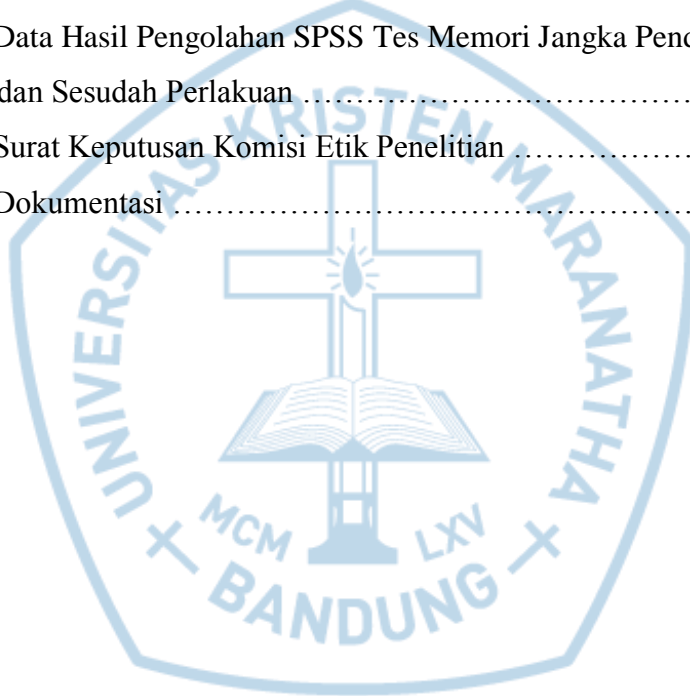 Data Hasil Pengolahan SPSS Tes Memori Jangka
dan Sesudah Perlakuan …………………..……………
Surat Keputusan Komisi Etik Penelitian ………………
Dokumentasi …………………………………………
UNIVERSITAS KRISTEN MARANATHA
MCM LXV
BANDUNG